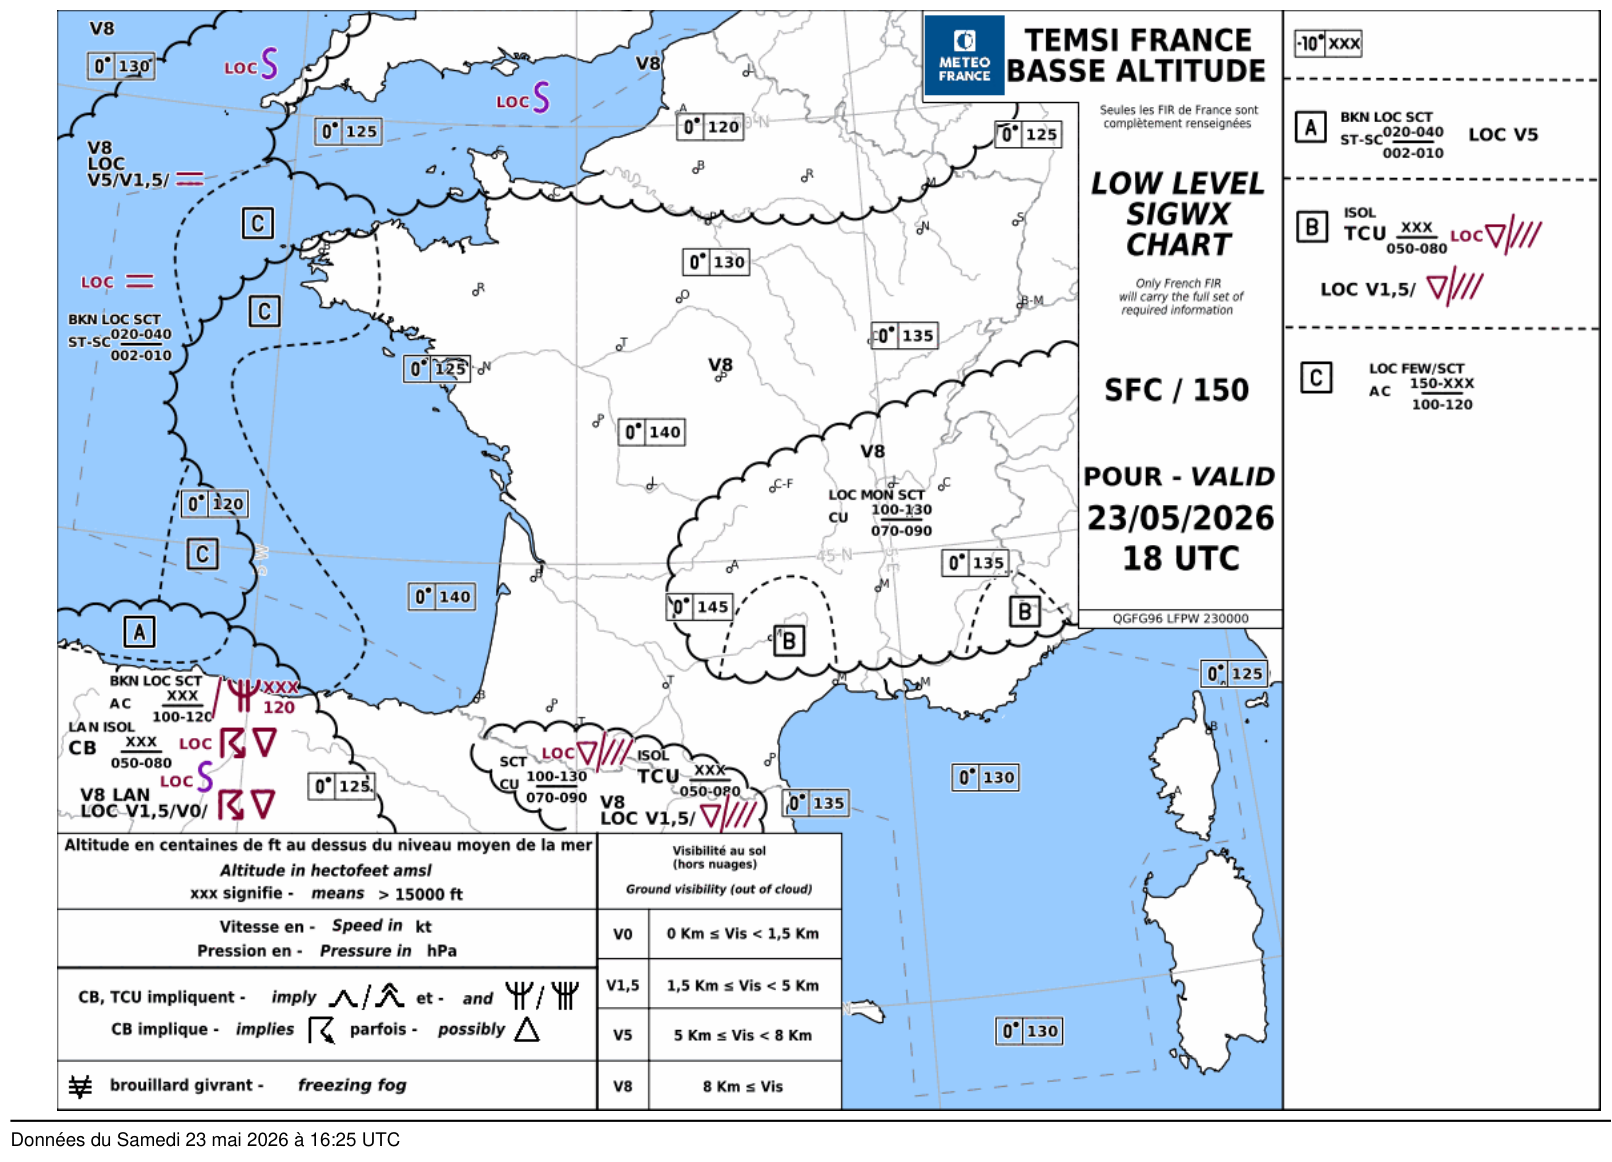 V8
0° 130
LOC
V8
LOC
V5/V1,5/
LOC
V8
0° 125
0° 120
50°N
0° 125
METEO
FRANCE
TEMSI FRANCE
BASSE ALTITUDE
Seules les FIR de France sont
complètement renseignées
LOW LEVEL
SIGWX
CHART
Only French FIR
will carry the full set of
required information
SFC / 150
POUR - VALID
23/05/2026
18 UTC
QGFG96 LFPW 230000
-10° XXX
A
BKN LOC SCT
ST-SC 020-040
002-010
LOC V5
B
ISOL
TCU XXX
050-080
LOC
LOC V1,5/
C
LOC FEW/SCT
AC 150-XXX
100-120
C
LOC
C
BKN LOC SCT
ST-SC 020-040
002-010
0° 130
0° 125
V8
0° 135
0° 140
0° 120
C
A
0° 140
V8
LOC MON SCT
CU 100-130
070-090
45 N
0° 135
0° 145
B
B
C-F
B-M
BKN LOC SCT
AC XXX
100-120
XXX
120
LAN ISOL
CB XXX
050-080
LOC
LOC
V8 LAN
LOC V1,5/V0/
0° 125
SCT
CU 100-130
070-090
LOC
ISOL
TCU XXX
050-080
V8
LOC V1,5/
0° 135
0° 130
0° 125
0° 130
Altitude en centaines de ft au dessus du niveau moyen de la mer
Altitude in hectofeet amsl
xxx signifie - means > 15000 ft
Vitesse en - Speed in kt
Pression en - Pressure in hPa
CB, TCU impliquent - imply / et - and /
CB implique - implies parfois - possibly
brouillard givrant - freezing fog
Visibilité au sol
(hors nuages)
Ground visibility (out of cloud)
V0 0 Km ≤ Vis < 1,5 Km
V1,5 1,5 Km ≤ Vis < 5 Km
V5 5 Km ≤ Vis < 8 Km
V8 8 Km ≤ Vis
Données du Samedi 23 mai 2026 à 16:25 UTC